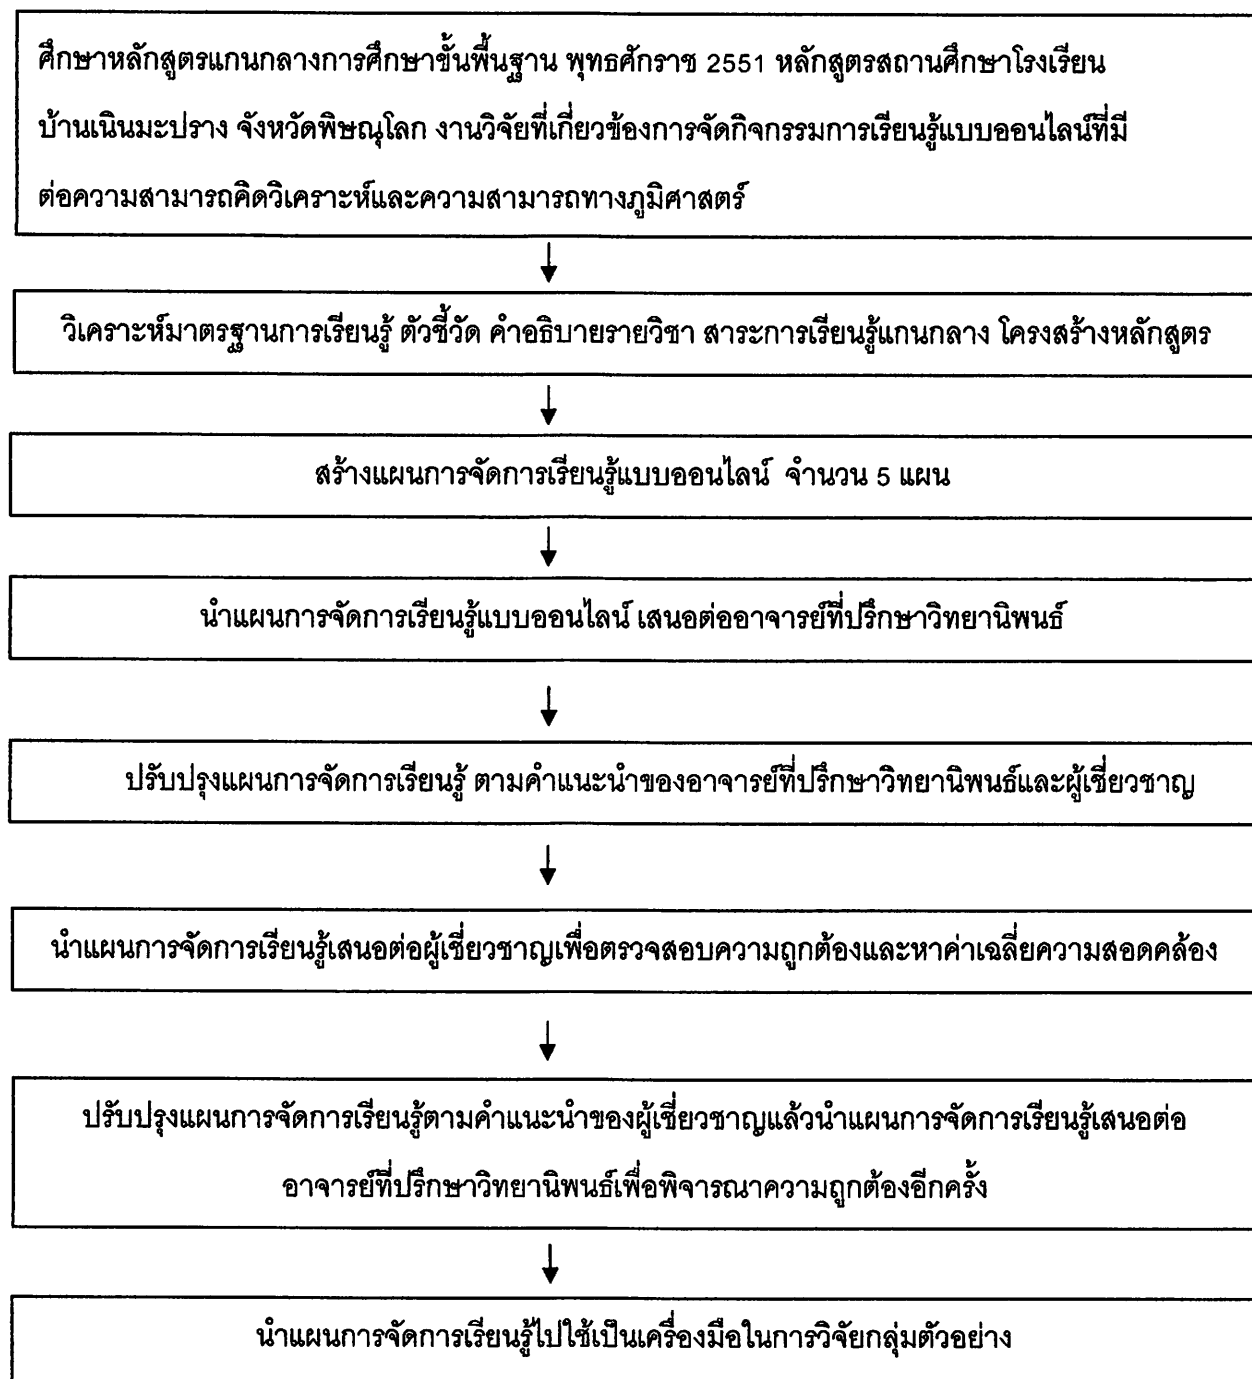 ศึกษาหลักสูตรแกนกลางการศึกษาขั้นพื้นฐาน พุทธศักราช 2551 หลักสูตรสถานศึกษาโรงเรียน
บ้านเนินมะปราง จังหวัดพิษณุโลก งานวิจัยที่เกี่ยวข้องการจัดกิจกรรมการเรียนรู้แบบออนไลน์ที่มี
ต่อความสามารถคิดวิเคราะห์และความสามารถทางภูมิศาสตร์
วิเคราะห์มาตรฐานการเรียนรู้ ตัวชี้วัด คำอธิบายรายวิชา สาระการเรียนรู้แกนกลาง โครงสร้างหลักสูตร
สร้างแผนการจัดการเรียนรู้แบบออนไลน์ จำนวน 5 แผน
นำแผนการจัดการเรียนรู้แบบออนไลน์ เสนอต่ออาจารย์ที่ปรึกษาวิทยานิพนธ์
ปรับปรุงแผนการจัดการเรียนรู้ ตามคำแนะนำของอาจารย์ที่ปรึกษาวิทยานิพนธ์และผู้เชี่ยวชาญ
นำแผนการจัดการเรียนรู้เสนอต่อผู้เชี่ยวชาญเพื่อตรวจสอบความถูกต้องและหาค่าเฉลี่ยความสอดคล้อง
ปรับปรุงแผนการจัดการเรียนรู้ตามคำแนะนำของผู้เชี่ยวชาญแล้วนำแผนการจัดการเรียนรู้เสนอต่อ
อาจารย์ที่ปรึกษาวิทยานิพนธ์เพื่อพิจารณาความถูกต้องอีกครั้ง
นำแผนการจัดการเรียนรู้ไปใช้เป็นเครื่องมือในการวิจัยกลุ่มตัวอย่าง